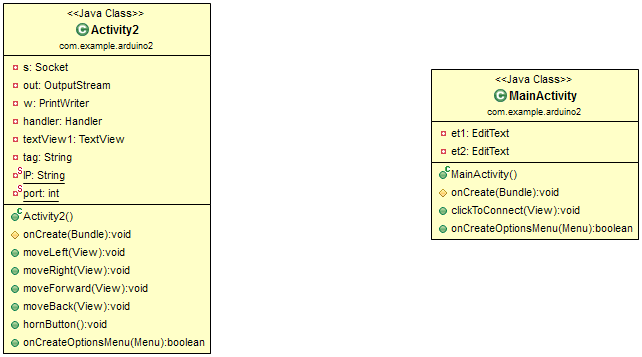 <<Java Class>>
Activity2
com.example.arduino2
s: Socket
out: OutputStream
w: PrintWriter
handler: Handler
textView1: TextView
tag: String
IP: String
port: int
Activity2()
onCreate(Bundle):void
moveLeft(View):void
moveRight(View):void
moveForward(View):void
moveBack(View):void
hornButton():void
onCreateOptionsMenu(Menu):boolean
<<Java Class>>
MainActivity
com.example.arduino2
et1: EditText
et2: EditText
MainActivity()
onCreate(Bundle):void
clickToConnect(View):void
onCreateOptionsMenu(Menu):boolean